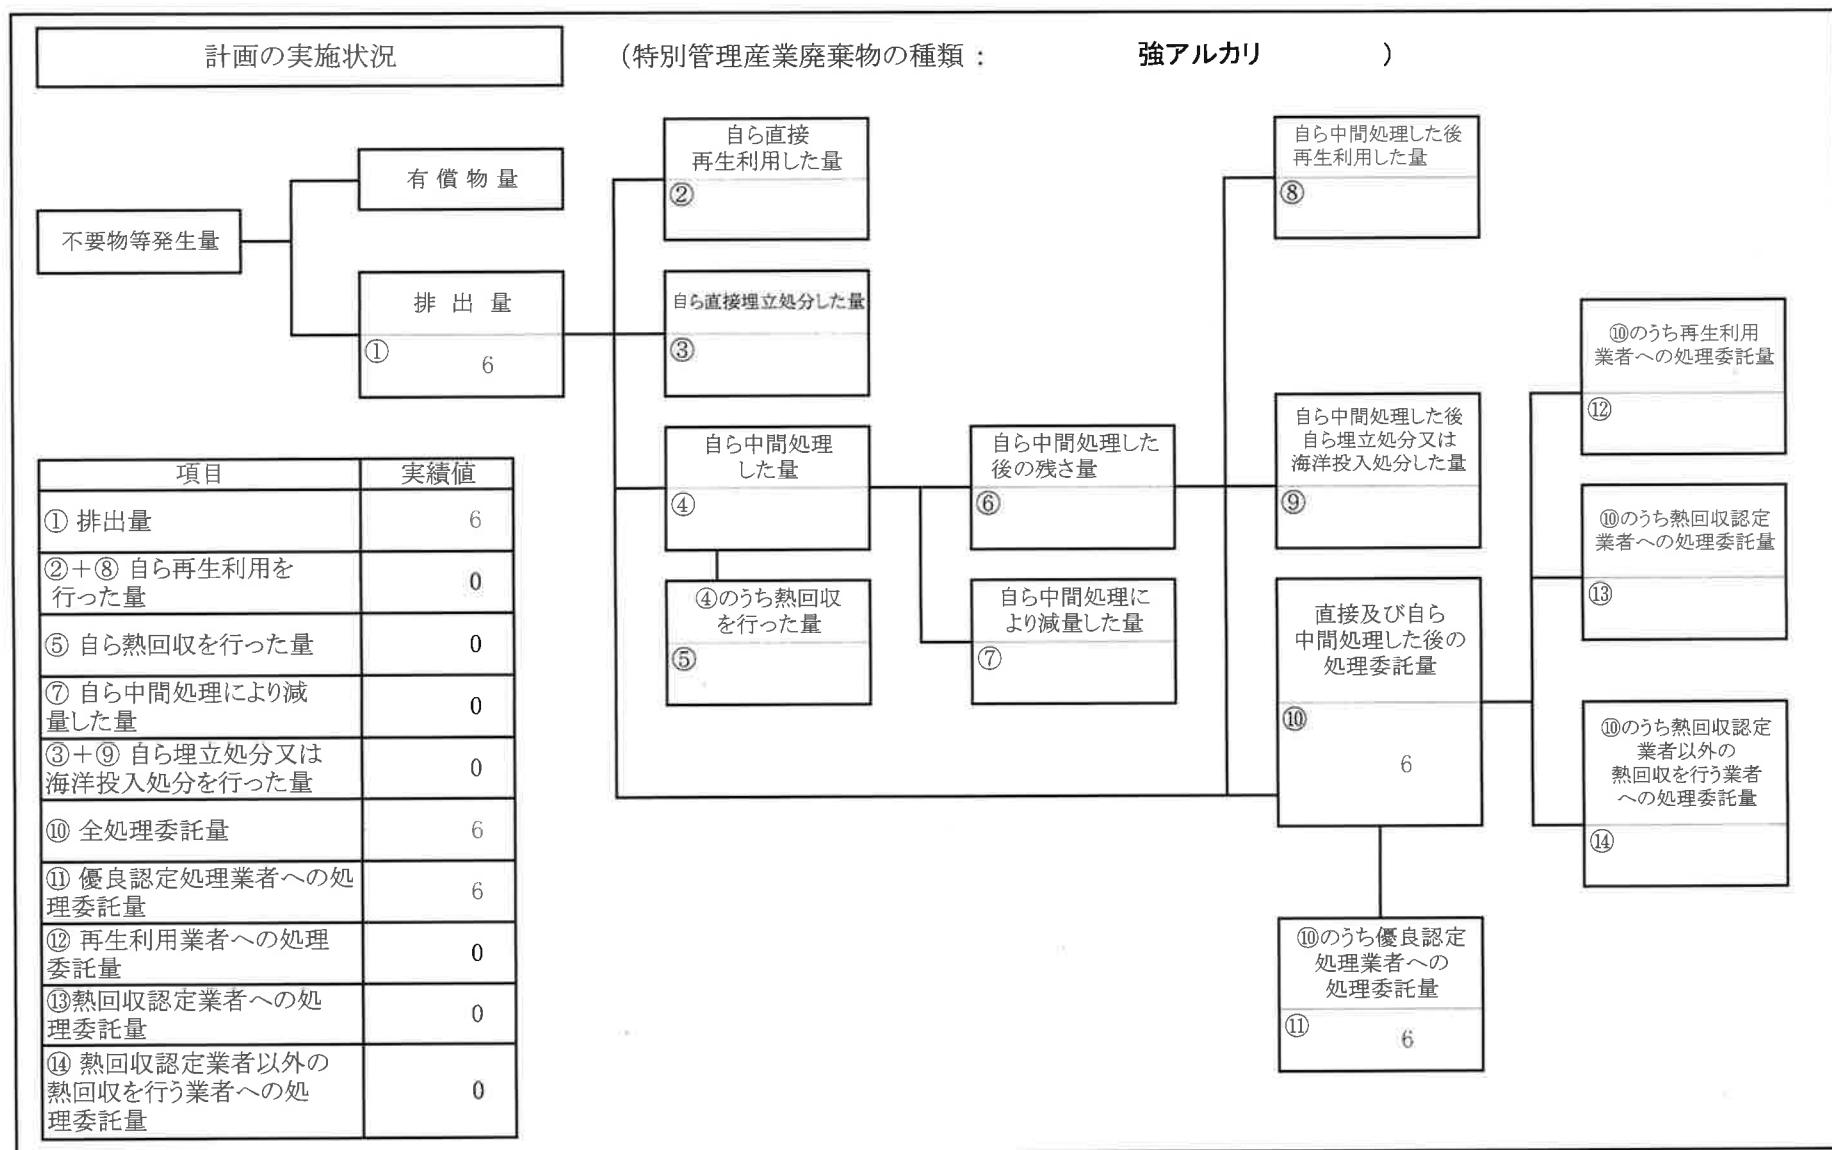 計画の実施状況
（特別管理産業廃棄物の種類： 強アルカリ ）
不要物等発生量
有償物量
排出量
① 6
自ら直接
再生利用した量
②
自ら直接埋立処分した量
③
自ら中間処理
した量
④
④のうち熱回収
を行った量
⑤
自ら中間処理した
後の残さ量
⑥
自ら中間処理に
より減量した量
⑦
自ら中間処理した後
再生利用した量
⑧
自ら中間処理した後
自ら埋立処分又は
海洋投入処分した量
⑨
直接及び自ら
中間処理した後の
処理委託量
⑩
6
⑩のうち優良認定
処理業者への
処理委託量
⑪ 6
⑩のうち再生利用
業者への処理委託量
⑫
⑩のうち熱回収認定
業者への処理委託量
⑬
⑩のうち熱回収認定
業者以外の
熱回収を行う業者
への処理委託量
⑭
項目 実績値
① 排出量 6
②＋⑧ 自ら再生利用を
行った量 0
⑤ 自ら熱回収を行った量 0
⑦ 自ら中間処理により減
量した量 0
③＋⑨ 自ら埋立処分又は
海洋投入処分を行った量 0
⑩ 全処理委託量 6
⑪ 優良認定処理業者への処
理委託量 6
⑫ 再生利用業者への処理
委託量 0
⑬熱回収認定業者への処
理委託量 0
⑭ 熱回収認定業者以外の
熱回収を行う業者への処
理委託量 0